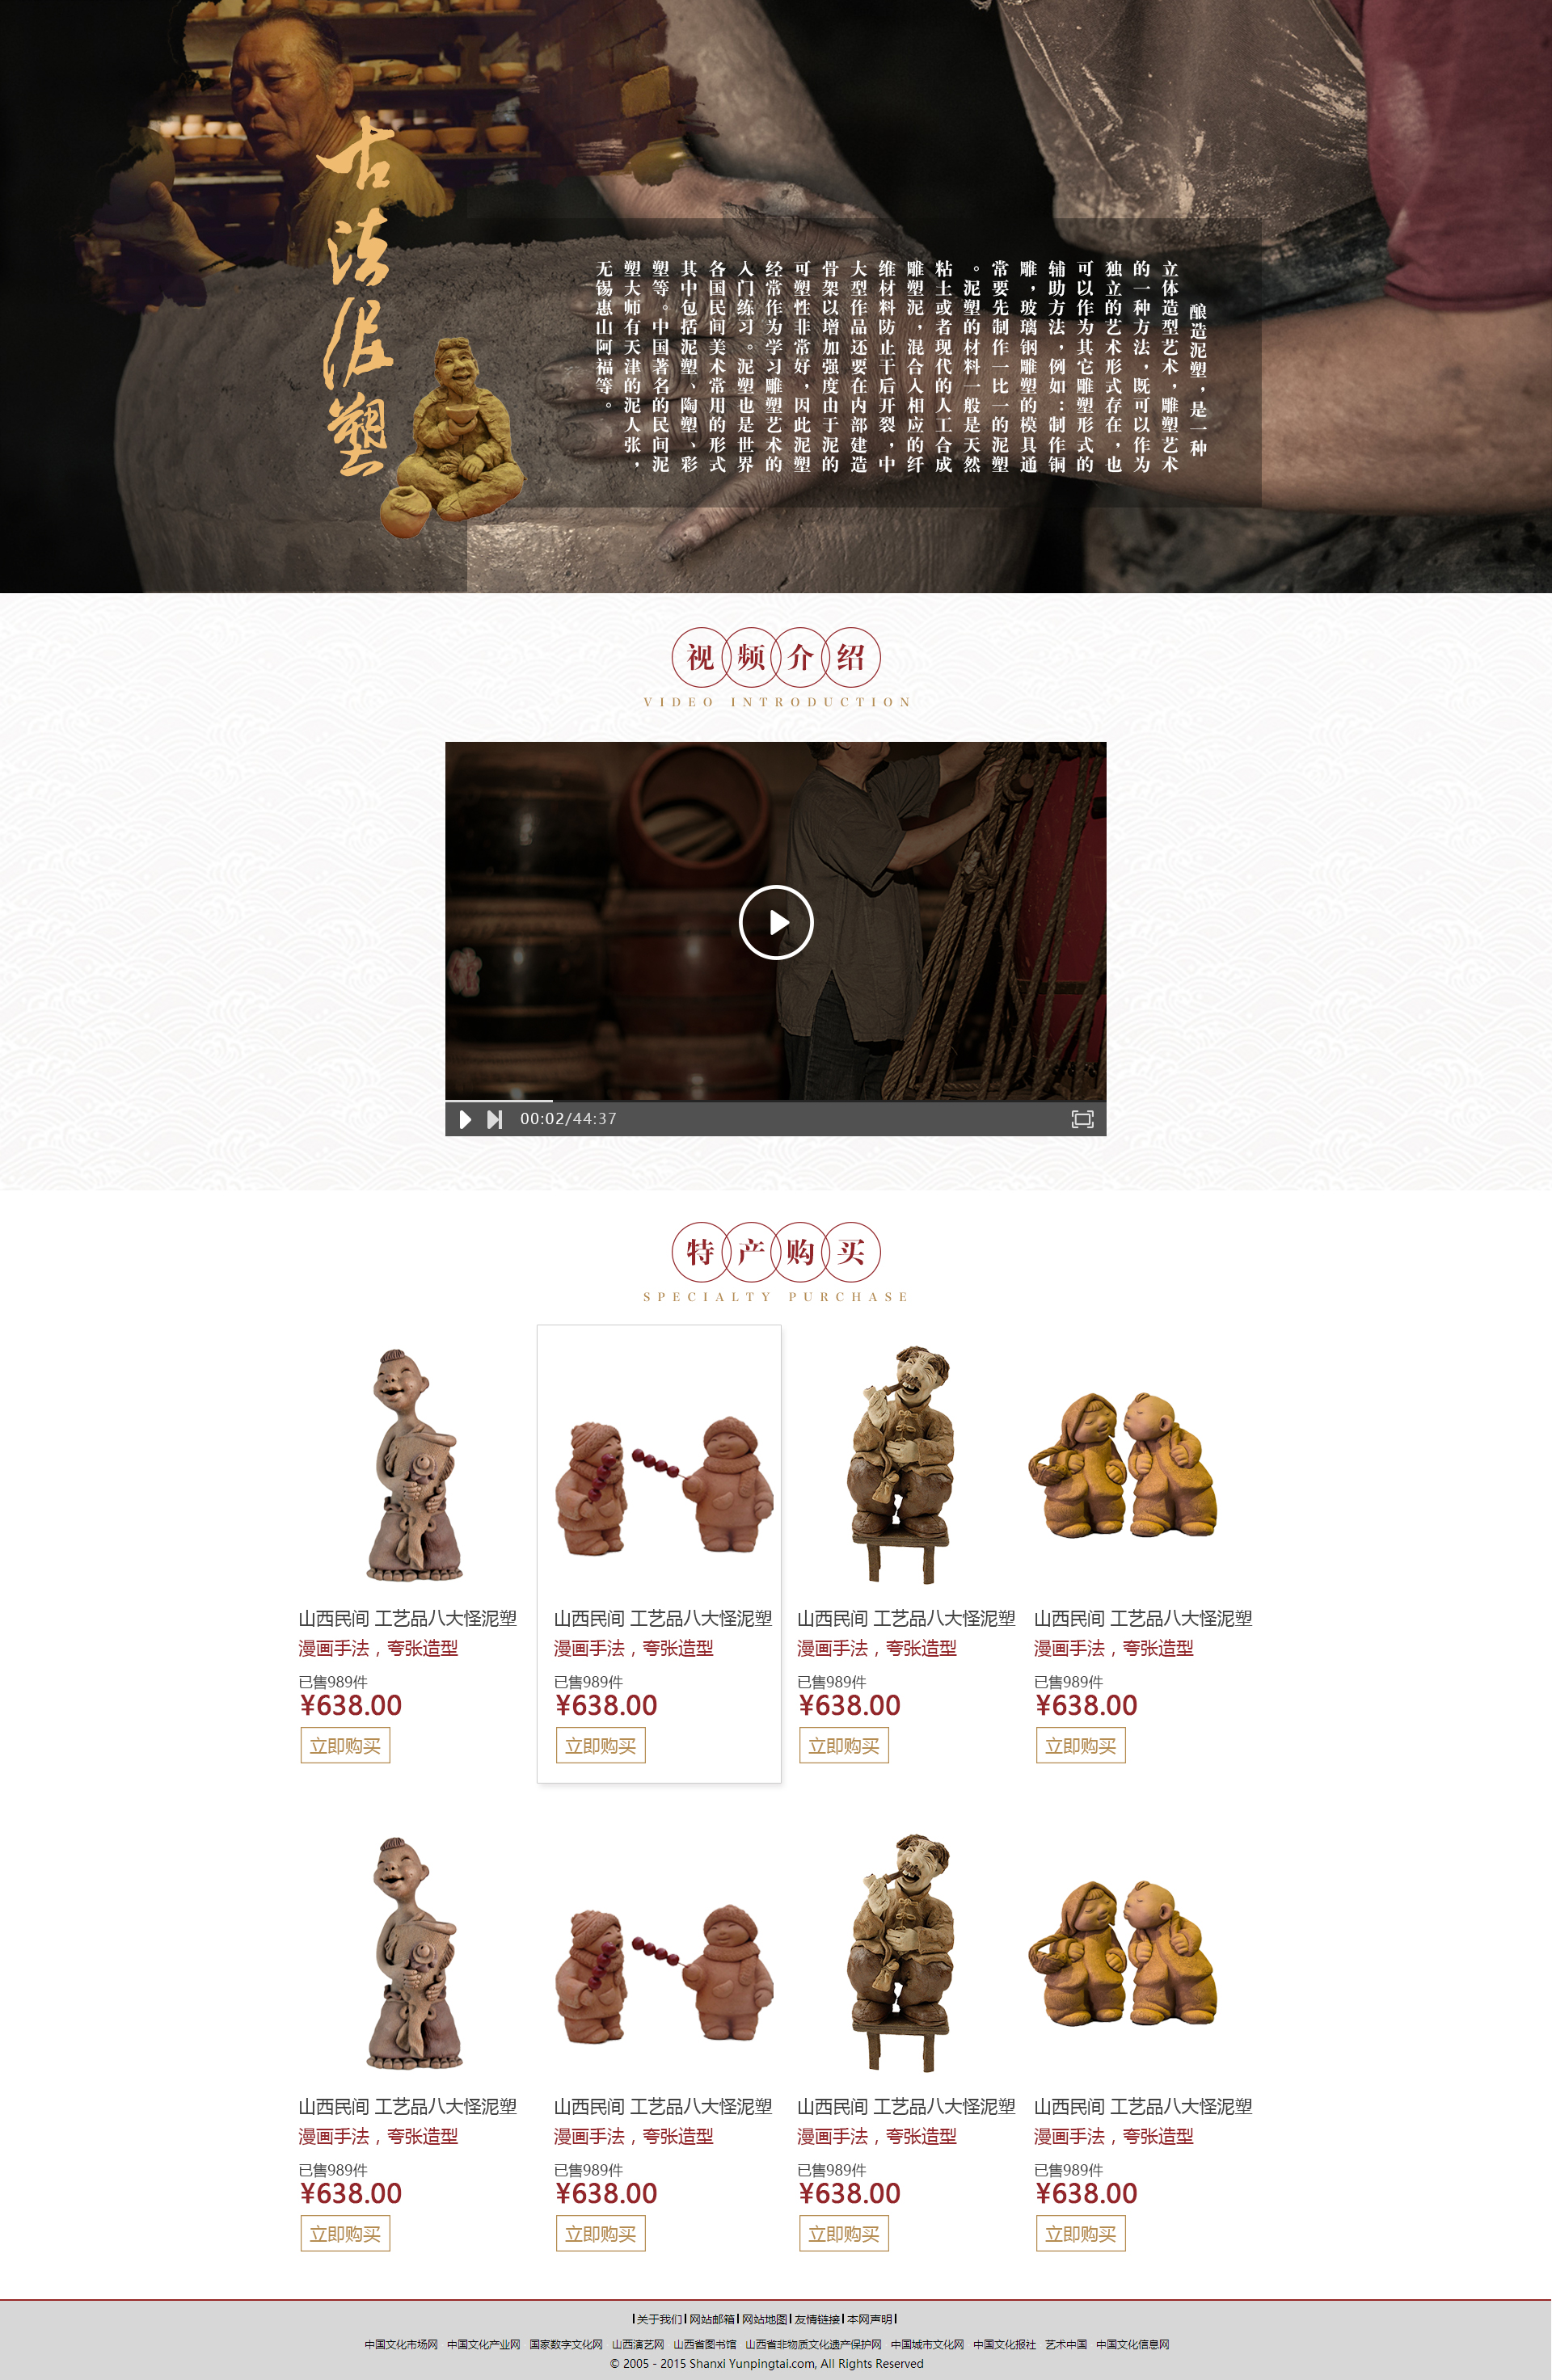 古法泥塑
酿造泥塑，是一种
立体造型艺术，雕塑艺术
的一种方法，既可以作为
独立的艺术形式存在，也
可以作为其它雕塑形式的
辅助方法，例如：制作铜
雕，玻璃钢雕塑的模具通
常要先制作一比一的泥塑
。泥塑的材料一般是天然
粘土或者现代的人工合成
雕塑泥，混合入相应的纤
维材料防止干后开裂，中
大型作品还要在内部建造
骨架以增加强度由于泥的
可塑性非常好，因此泥塑
经常作为学习雕塑艺术的
入门练习。泥塑也是世界
各国民间美术常用的形式
其中包括泥塑、陶塑、彩
塑等。中国著名的民间泥
塑大师有天津的泥人张，
无锡惠山阿福等。
视频介绍
VIDEO INTRODUCTION
00:02/44:37
特产购买
SPECIALTY PURCHASE
山西民间 工艺品八大怪泥塑
漫画手法，夸张造型
已售989件
¥638.00
立即购买
山西民间 工艺品八大怪泥塑
漫画手法，夸张造型
已售989件
¥638.00
立即购买
山西民间 工艺品八大怪泥塑
漫画手法，夸张造型
已售989件
¥638.00
立即购买
山西民间 工艺品八大怪泥塑
漫画手法，夸张造型
已售989件
¥638.00
立即购买
山西民间 工艺品八大怪泥塑
漫画手法，夸张造型
已售989件
¥638.00
立即购买
山西民间 工艺品八大怪泥塑
漫画手法，夸张造型
已售989件
¥638.00
立即购买
山西民间 工艺品八大怪泥塑
漫画手法，夸张造型
已售989件
¥638.00
立即购买
山西民间 工艺品八大怪泥塑
漫画手法，夸张造型
已售989件
¥638.00
立即购买
|关于我们|网站邮箱|网站地图|友情链接|本网声明|
中国文化市场网 中国文化产业网 国家数字文化网 山西演艺网 山西省图书馆 山西省非物质文化遗产保护网 中国城市文化网 中国文化报社 艺术中国 中国文化信息网
© 2005 - 2015 Shanxi Yunpingtai.com, All Rights Reserved